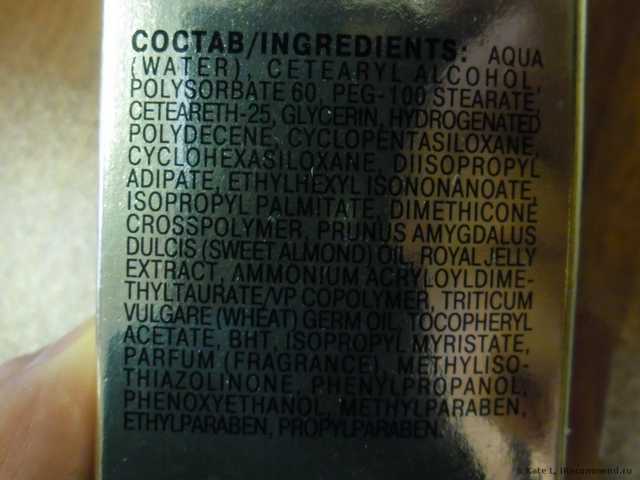 СОСТАВ/INGREDIENTS: AQUA
(WATER), CETEARYL ALCOHOL,
POLYSORBATE 60, PEG-100 STEARATE,
CETEARETH-25, GLYCERIN, HYDROGENATED
POLYDECENE, CYCLOPENTASILOXANE,
CYCLOHEXASILOXANE, DIISOPROPYL
ADIPATE, ETHYLHEXYL ISONONANOATE,
ISOPROPYL PALMITATE, DIMETHICONE
CROSSPOLYMER, PRUNUS AMYGDALUS
DULCIS (SWEET ALMOND) OIL, ROYAL JELLY
EXTRACT, AMMONIUM ACRYLOYLDIME-
THYLTAURATE/VP COPOLYMER, TRITICUM
VULGARE (WHEAT) GERM OIL, TOCOPHERYL
ACETATE, BHT, ISOPROPYL MYRISTATE,
PARFUM (FRAGRANCE), METHYLISO-
THIAZOLINONE, PHENYLPROPANOL,
PHENOXYETHANOL, METHYLPARABEN,
ETHYLPARABEN, PROPYLPARABEN.
© Kate L, IRecommend.ru